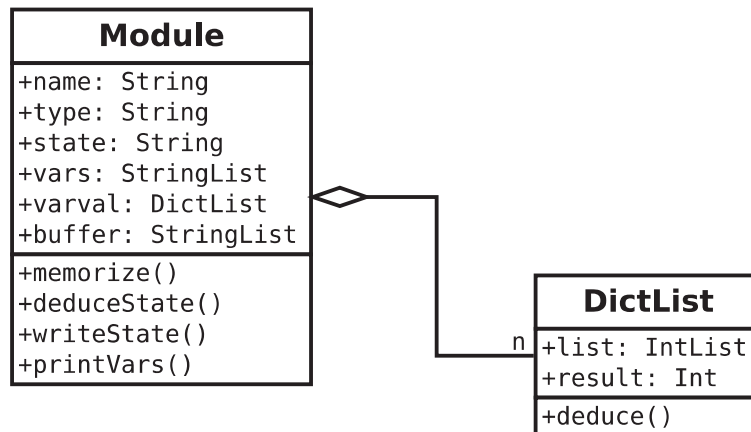 Module
+name: String
+type: String
+state: String
+vars: StringList
+varval: DictList
+buffer: StringList
+memorize()
+deduceState()
+writeState()
+printVars()
n
DictList
+list: IntList
+result: Int
+deduce()